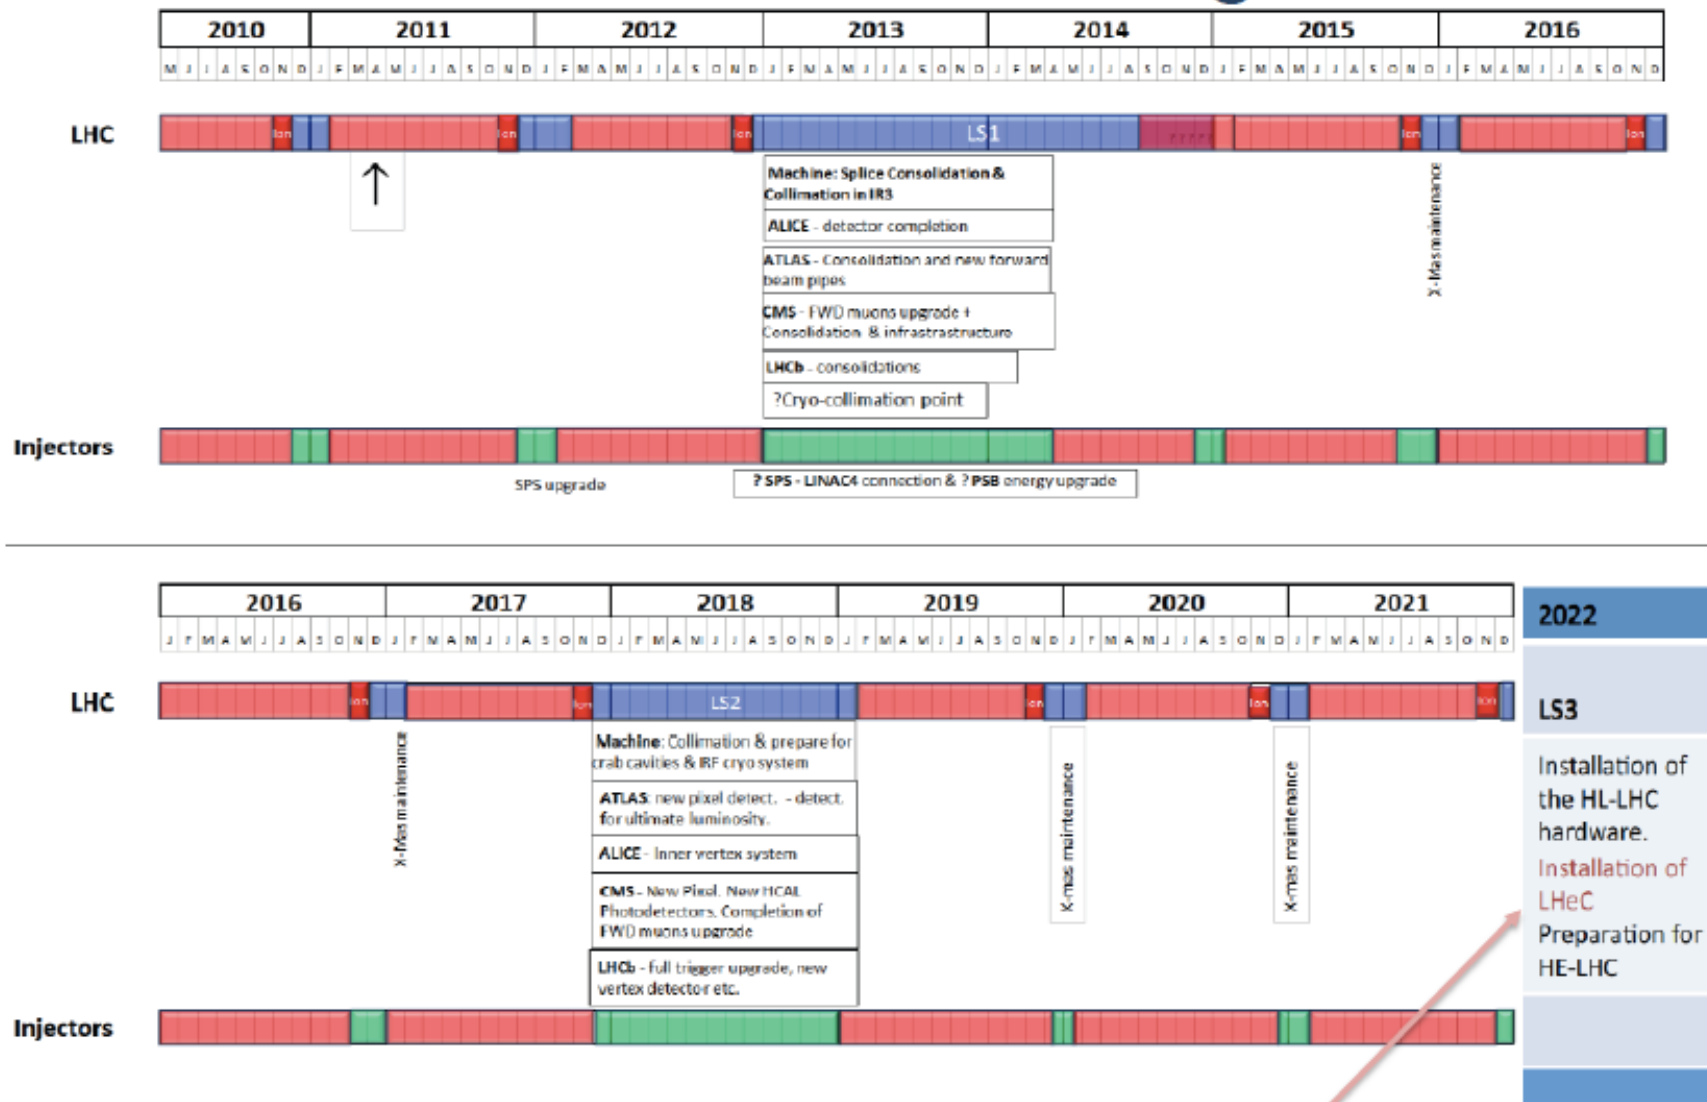 2010 2011 2012 2013 2014 2015 2016
M J J A S O N D J F M A M J J A S O N D J F M A M J J A S O N D J F M A M J J A S O N D J F M A M J J A S O N D J F M A M J J A S O N D J F M A M J J A S O N D
LHC Ion Ion Ion LS1 Ion Ion
Machine: Splice Consolidation &
Collimation in IR3
ALICE - detector completion
ATLAS - Consolidation and new forward
beam pipes
CMS - FWD muons upgrade +
Consolidation & infrastrastructure
LHCb - consolidations
?Cryo-collimation point
X-Mas maintenance
Injectors
SPS upgrade
? SPS - LINAC4 connection & ? PSB energy upgrade
2016 2017 2018 2019 2020 2021
J F M A M J J A S O N D J F M A M J J A S O N D J F M A M J J A S O N D J F M A M J J A S O N D J F M A M J J A S O N D J F M A M J J A S O N D
LHC Ion Ion LS2 Ion Ion Ion
X-Mas maintenance
Machine: Collimation & prepare for
crab cavities & IRF cryo system
ATLAS: new pixel detect. - detect.
for ultimate luminosity.
ALICE - Inner vertex system
CMS - New Pixel. New HCAL
Photodetectors. Completion of
FWD muons upgrade
LHCb - full trigger upgrade, new
vertex detector etc.
X-mas maintenance
X-mas maintenance
Injectors
2022
LS3
Installation of
the HL-LHC
hardware.
Installation of
LHeC
Preparation for
HE-LHC